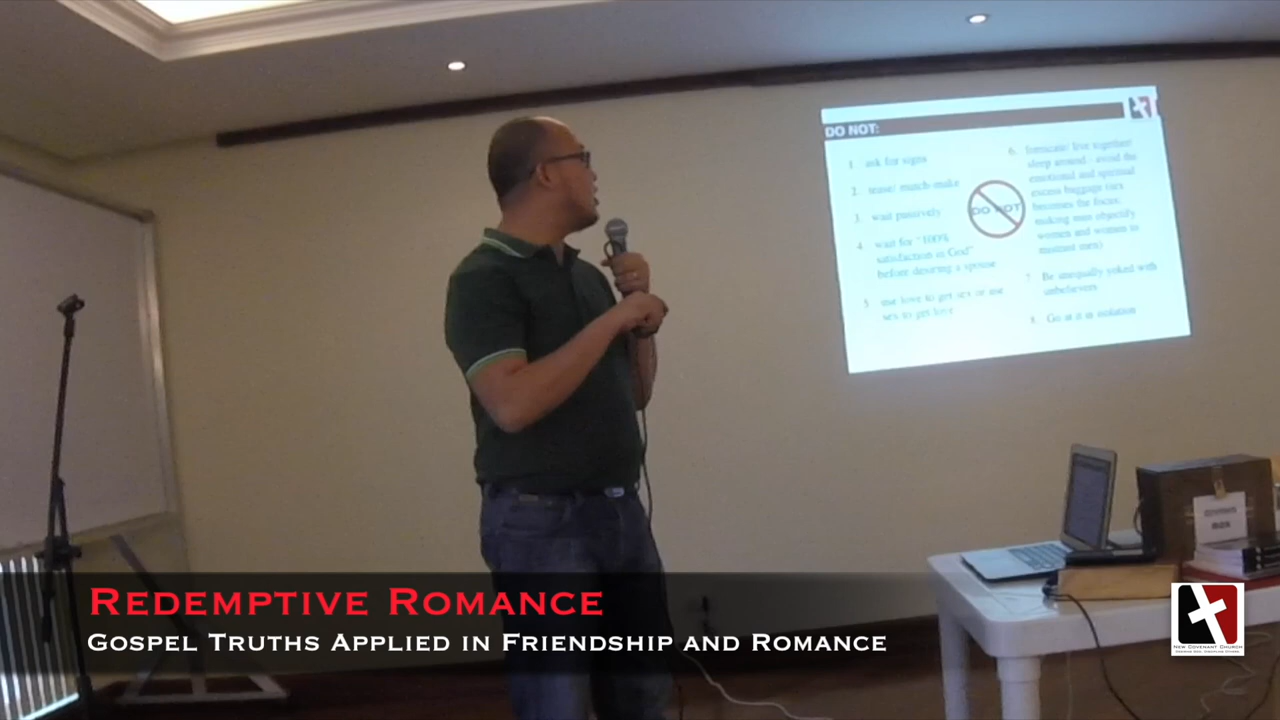 DO NOT:
1. ask for signs
2. tease/ match-make
3. wait passively
4. wait for "100%
satisfaction in God"
before desiring a spouse
5. use love to get sex or use
sex to get love
DO NOT
6. fornicate/ live together/
sleep around - avoid the
emotional and spiritual
excess baggage (sex
becomes the focus,
making men objectify
women and women to
mistrust men)
7. Be unequally yoked with
unbelievers
8. Go at it in isolation
REDEMPTIVE ROMANCE
GOSPEL TRUTHS APPLIED IN FRIENDSHIP AND ROMANCE
NEW COVENANT CHURCH